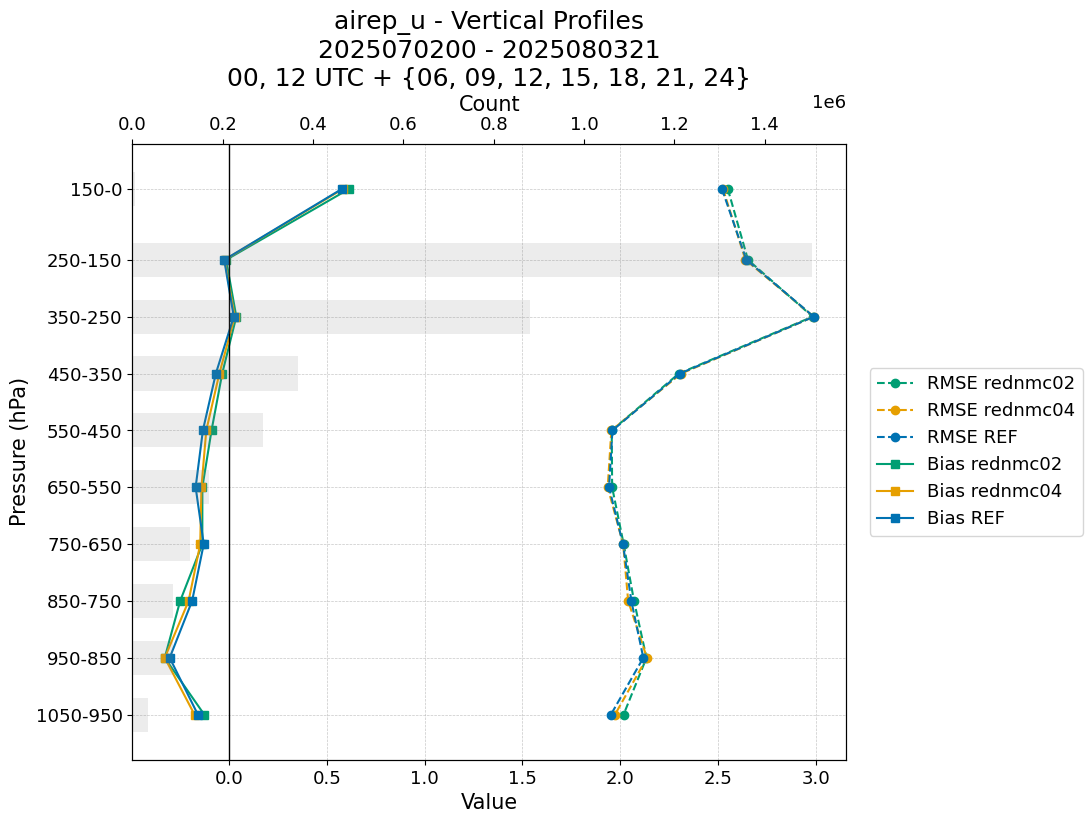 airep_u - Vertical Profiles
2025070200 - 2025080321
00, 12 UTC + {06, 09, 12, 15, 18, 21, 24}
Count
1e6
0.0 0.2 0.4 0.6 0.8 1.0 1.2 1.4
Pressure (hPa)
150-0
250-150
350-250
450-350
550-450
650-550
750-650
850-750
950-850
1050-950
0.0 0.5 1.0 1.5 2.0 2.5 3.0
Value
RMSE rednmc02
RMSE rednmc04
RMSE REF
Bias rednmc02
Bias rednmc04
Bias REF